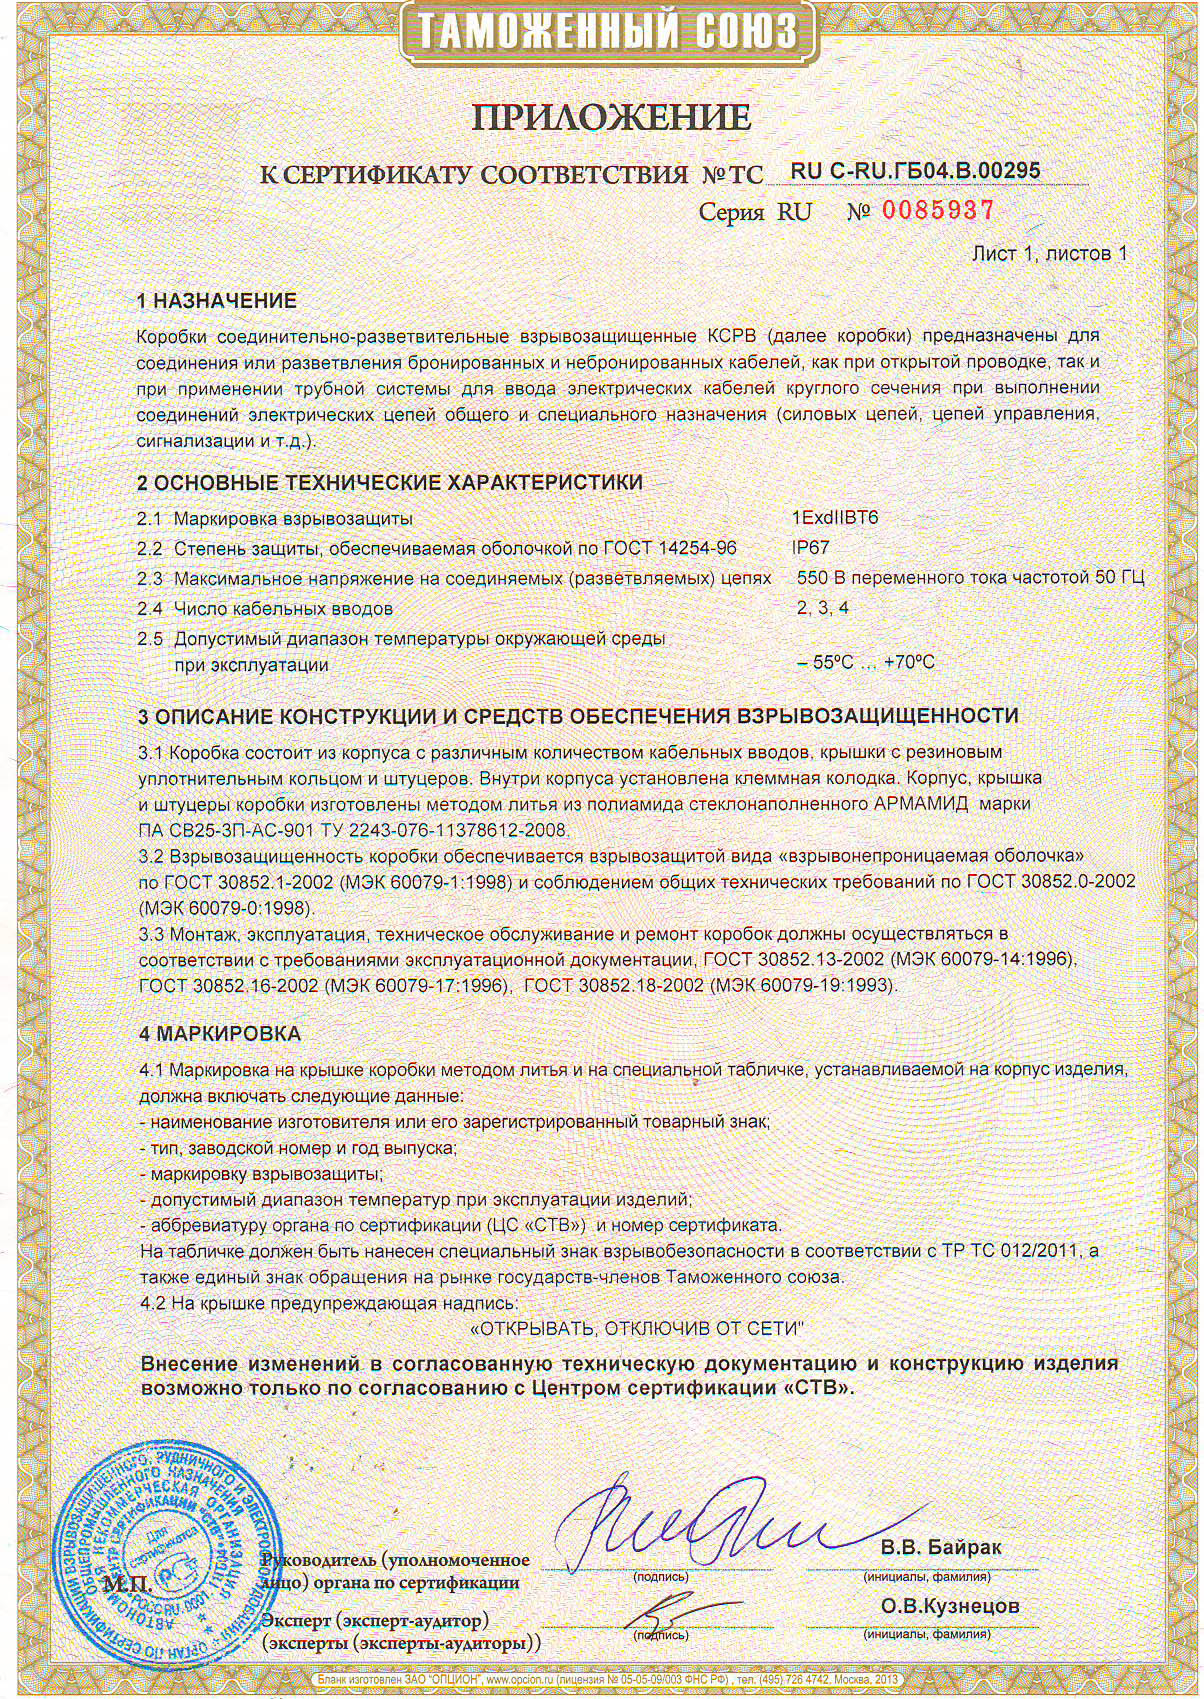 ТАМОЖЕННЫЙ СОЮЗ
ПРИЛОЖЕНИЕ
К СЕРТИФИКАТУ СООТВЕТСТВИЯ № ТС RU C-RU.ГБ04.В.00295
Серия RU № 0085937
Лист 1, листов 1
1 НАЗНАЧЕНИЕ
Коробки соединительно-разветвительные взрывозащищенные КСРВ (далее коробки) предназначены для
соединения или разветвления бронированных и небронированных кабелей, как при открытой проводке, так и
при применении трубной системы для ввода электрических кабелей круглого сечения при выполнении
соединений электрических цепей общего и специального назначения (силовых цепей, цепей управления,
сигнализации и т.д.).
2 ОСНОВНЫЕ ТЕХНИЧЕСКИЕ ХАРАКТЕРИСТИКИ
2.1 Маркировка взрывозащиты 1ExdIIBT6
2.2 Степень защиты, обеспечиваемая оболочкой по ГОСТ 14254-96 IP67
2.3 Максимальное напряжение на соединяемых (разветвляемых) цепях 550 В переменного тока частотой 50 ГЦ
2.4 Число кабельных вводов 2, 3, 4
2.5 Допустимый диапазон температуры окружающей среды
при эксплуатации – 55ºС ... +70ºС
3 ОПИСАНИЕ КОНСТРУКЦИИ И СРЕДСТВ ОБЕСПЕЧЕНИЯ ВЗРЫВОЗАЩИЩЕННОСТИ
3.1 Коробка состоит из корпуса с различным количеством кабельных вводов, крышки с резиновым
уплотнительным кольцом и штуцеров. Внутри корпуса установлена клеммная колодка. Корпус, крышка
и штуцеры коробки изготовлены методом литья из полиамида стеклонаполненного АРМАМИД марки
ПА СВ25-3П-АС-901 ТУ 2243-076-11378612-2008.
3.2 Взрывозащищенность коробки обеспечивается взрывозащитой вида «взрывонепроницаемая оболочка»
по ГОСТ 30852.1-2002 (МЭК 60079-1:1998) и соблюдением общих технических требований по ГОСТ 30852.0-2002
(МЭК 60079-0:1998).
3.3 Монтаж, эксплуатация, техническое обслуживание и ремонт коробок должны осуществляться в
соответствии с требованиями эксплуатационной документации, ГОСТ 30852.13-2002 (МЭК 60079-14:1996),
ГОСТ 30852.16-2002 (МЭК 60079-17:1996), ГОСТ 30852.18-2002 (МЭК 60079-19:1993).
4 МАРКИРОВКА
4.1 Маркировка на крышке коробки методом литья и на специальной табличке, устанавливаемой на корпус изделия,
должна включать следующие данные:
- наименование изготовителя или его зарегистрированный товарный знак;
- тип, заводской номер и год выпуска;
- маркировку взрывозащиты;
- допустимый диапазон температур при эксплуатации изделий;
- аббревиатуру органа по сертификации (ЦС «СТВ») и номер сертификата.
На табличке должен быть нанесен специальный знак взрывобезопасности в соответствии с ТР ТС 012/2011, а
также единый знак обращения на рынке государств-членов Таможенного союза.
4.2 На крышке предупреждающая надпись:
«ОТКРЫВАТЬ, ОТКЛЮЧИВ ОТ СЕТИ"
Внесение изменений в согласованную техническую документацию и конструкцию изделия
возможно только по согласованию с Центром сертификации «СТВ».
Для
сертификатов
М.П.
Руководитель (уполномоченное
лицо) органа по сертификации
(подпись)
В.В. Байрак
(инициалы, фамилия)
Эксперт (эксперт-аудитор)
(эксперты (эксперты-аудиторы))
(подпись)
О.В.Кузнецов
(инициалы, фамилия)
Бланк изготовлен ЗАО "ОПЦИОН", www.opcion.ru (лицензия № 05-05-09/003 ФНС РФ) , тел. (495) 726 4742, Москва, 2013